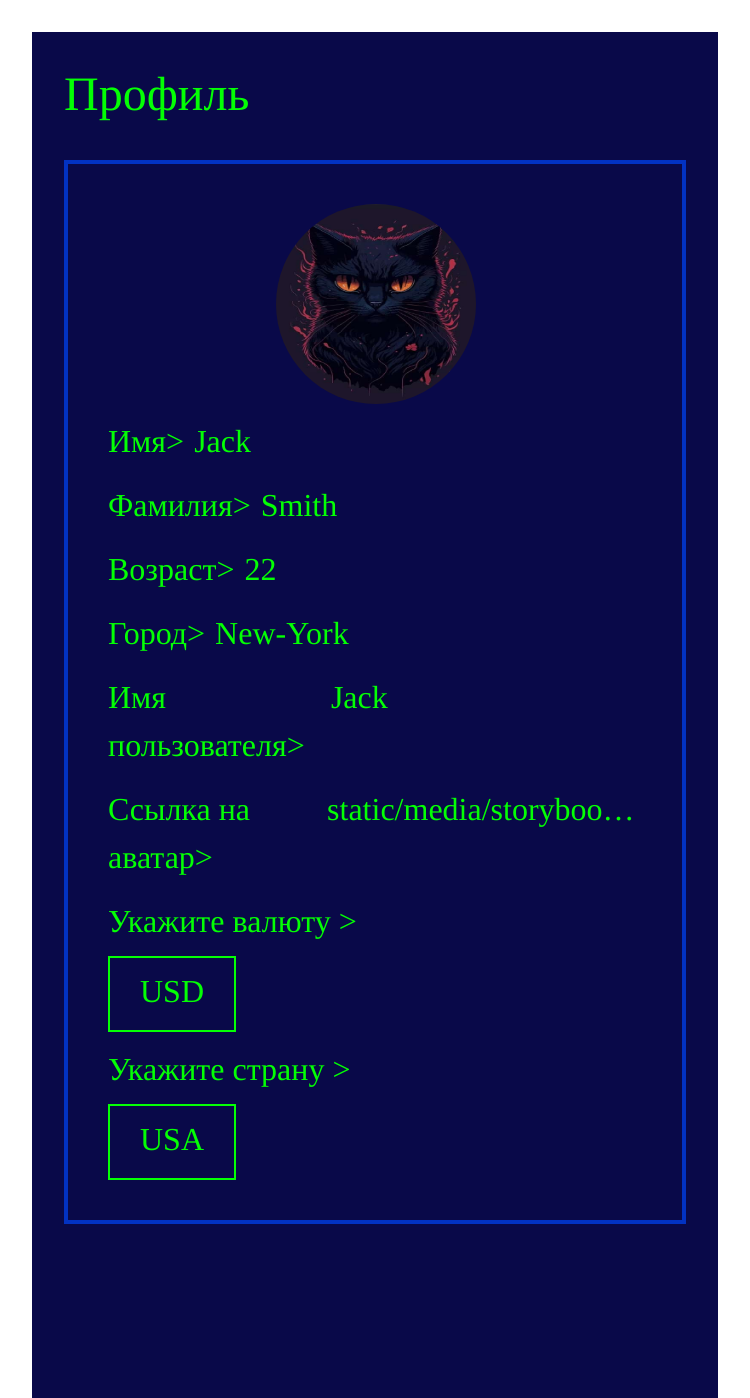 Профиль
Имя> Jack
Фамилия> Smith
Возраст> 22
Город> New-York
Имя Jack
пользователя>
Ссылка на static/media/storyboo…
аватар>
Укажите валюту >
USD
Укажите страну >
USA